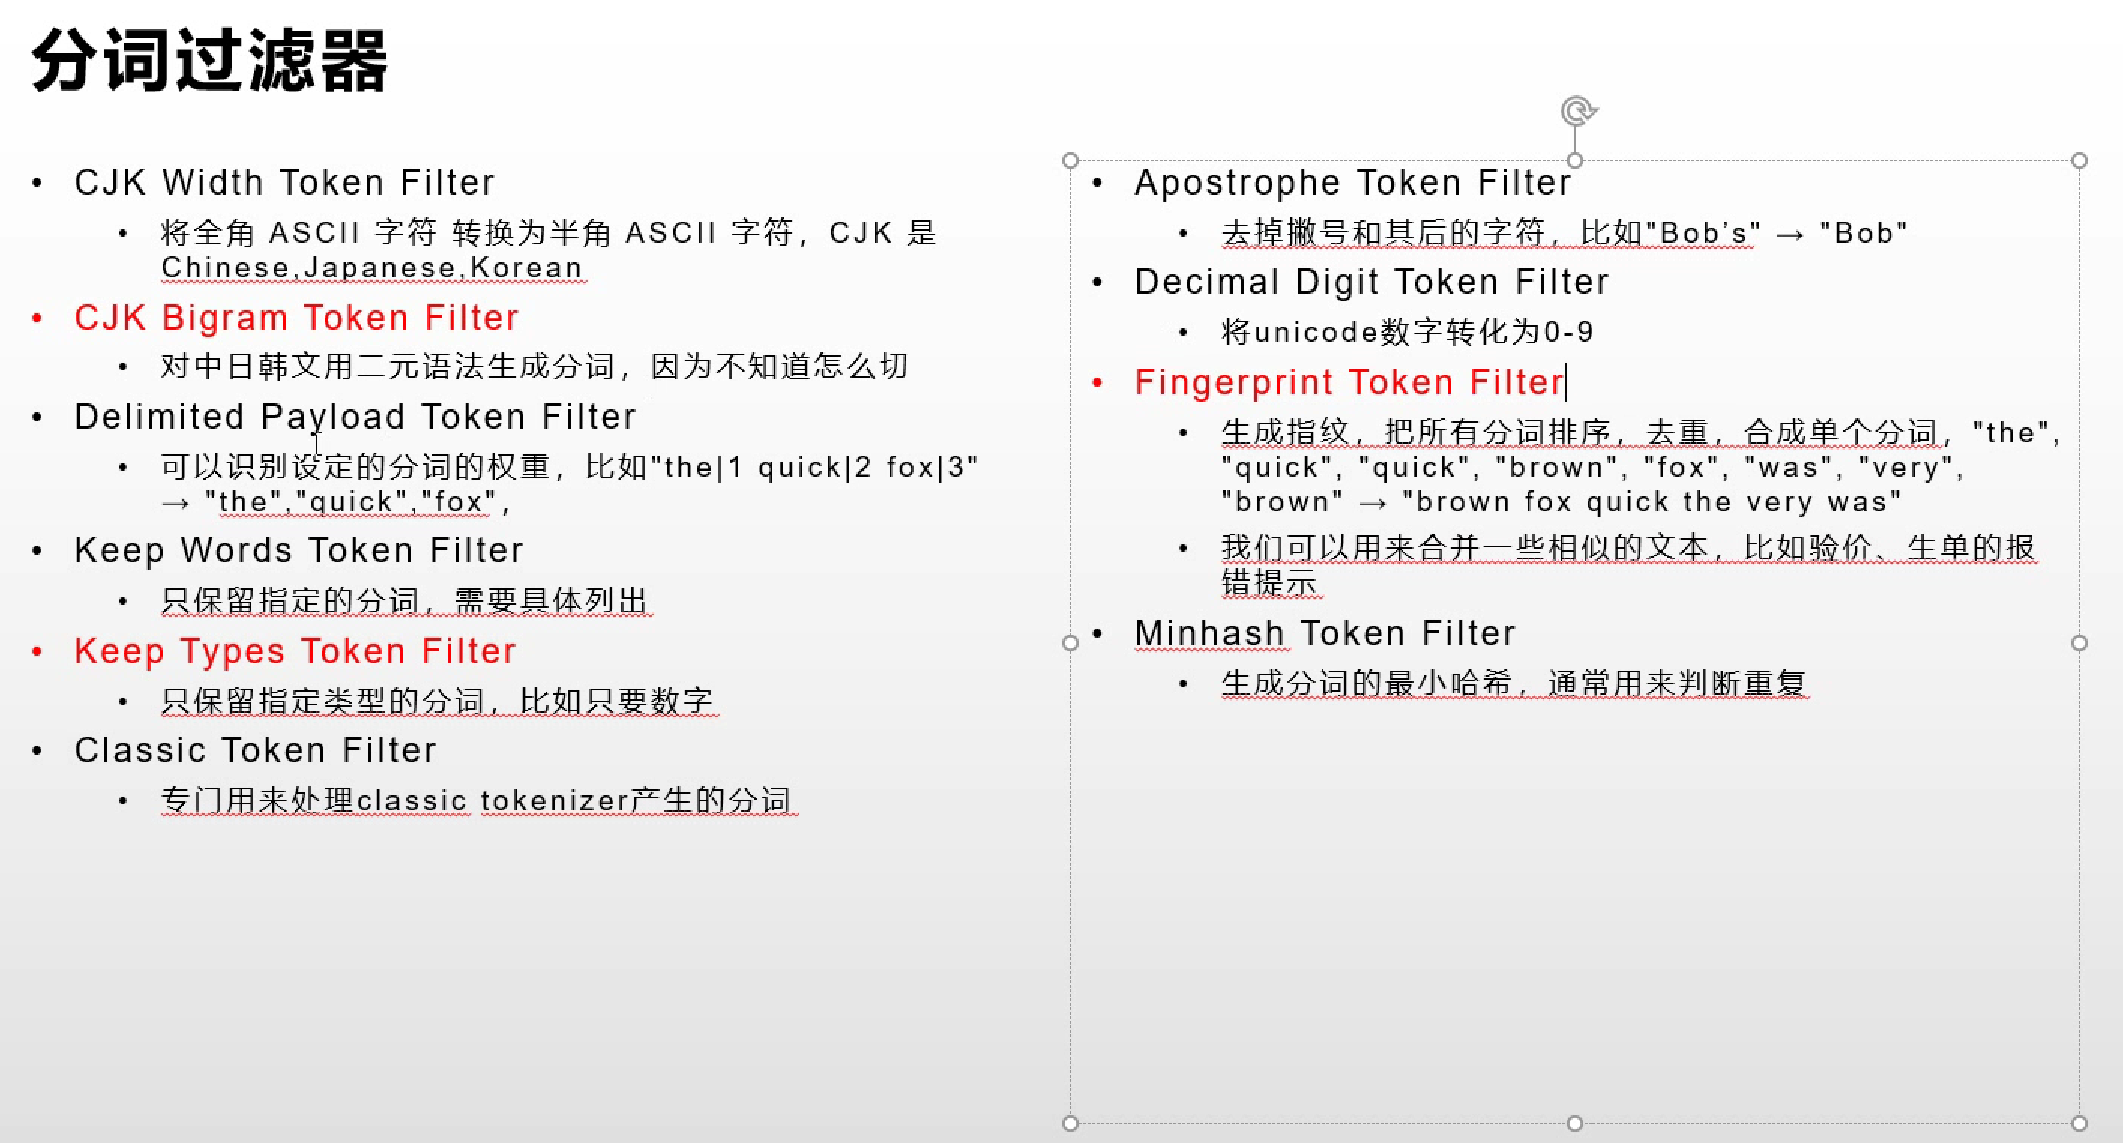 分词过滤器
• CJK Width Token Filter
• 将全角 ASCII 字符 转换为半角 ASCII 字符，CJK 是
Chinese,Japanese,Korean
• CJK Bigram Token Filter
• 对中日韩文用二元语法生成分词，因为不知道怎么切
• Delimited Payload Token Filter
• 可以识别设定的分词的权重，比如"the|1 quick|2 fox|3"
→ "the","quick","fox"，
• Keep Words Token Filter
• 只保留指定的分词，需要具体列出
• Keep Types Token Filter
• 只保留指定类型的分词，比如只要数字
• Classic Token Filter
• 专门用来处理classic tokenizer产生的分词
• Apostrophe Token Filter
• 去掉撇号和其后的字符，比如"Bob’s" → "Bob"
• Decimal Digit Token Filter
• 将unicode数字转化为0-9
• Fingerprint Token Filter
• 生成指纹，把所有分词排序，去重，合成单个分词，"the",
"quick", "quick", "brown", "fox", "was", "very",
"brown" → "brown fox quick the very was"
• 我们可以用来合并一些相似的文本，比如验价、生单的报
错提示
• Minhash Token Filter
• 生成分词的最小哈希，通常用来判断重复